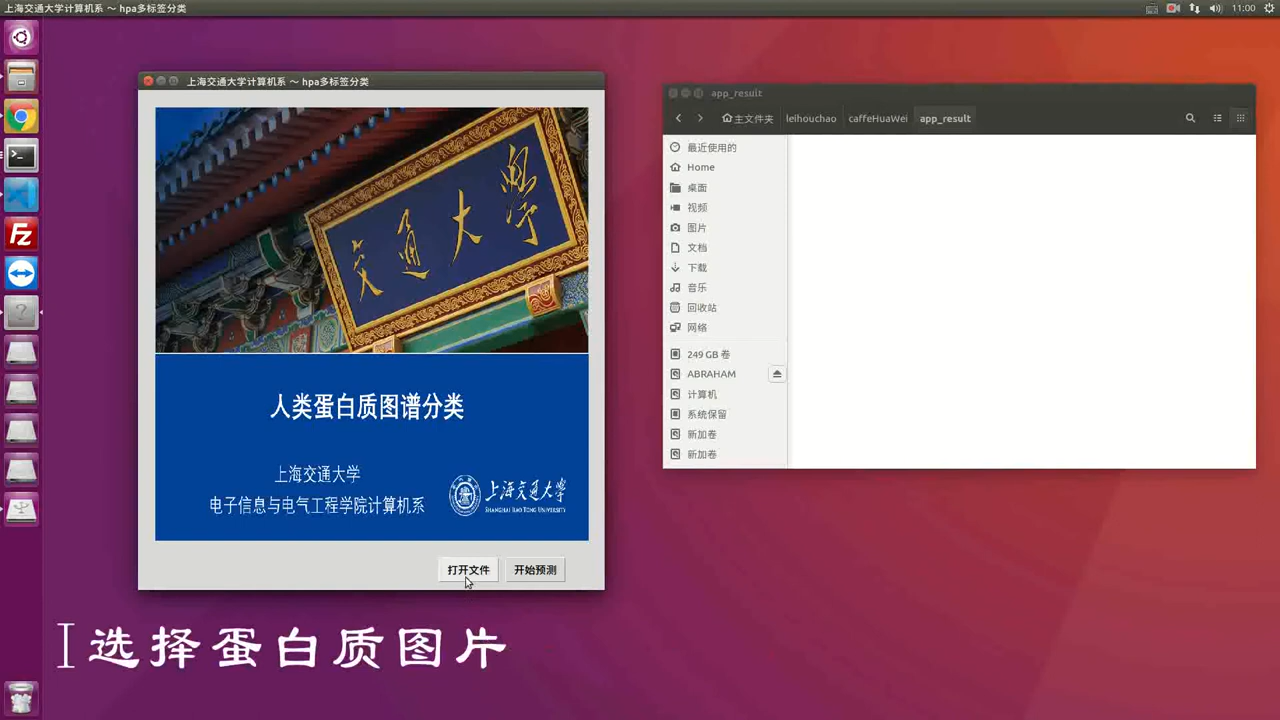 上海交通大学计算机系 ～ hpa多标签分类
11:00
上海交通大学计算机系 ～ hpa多标签分类
交通大學
人类蛋白质图谱分类
上海交通大学
电子信息与电气工程学院计算机系
上海交通大学
SHANGHAI JIAO TONG UNIVERSITY
打开文件
开始预测
app_result
主文件夹
leihouchao
caffeHuaWei
app_result
最近使用的
Home
桌面
视频
图片
文档
下载
音乐
回收站
网络
249 GB 卷
ABRAHAM
计算机
系统保留
新加卷
新加卷
Fz
选择蛋白质图片